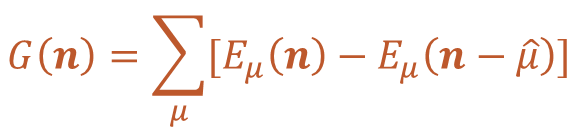 G(n) = ∑_μ [E_μ(n) − E_μ(n − μ̂)]